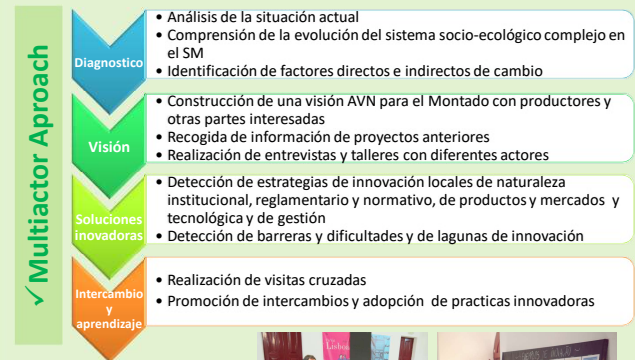 ✓ Multiactor Aproach
Diagnostico
• Análisis de la situación actual
• Comprensión de la evolución del sistema socio-ecológico complejo en
el SM
• Identificación de factores directos e indirectos de cambio
Visión
• Construcción de una visión AVN para el Montado con productores y
otras partes interesadas
• Recogida de información de proyectos anteriores
• Realización de entrevistas y talleres con diferentes actores
Soluciones
inovadoras
• Detección de estrategias de innovación locales de naturaleza
institucional, reglamentario y normativo, de productos y mercados y
tecnológica y de gestión
• Detección de barreras y dificultades y de lagunas de innovación
Intercambio
y
aprendizaje
• Realización de visitas cruzadas
• Promoción de intercambios y adopción de practicas innovadoras
Lisboa